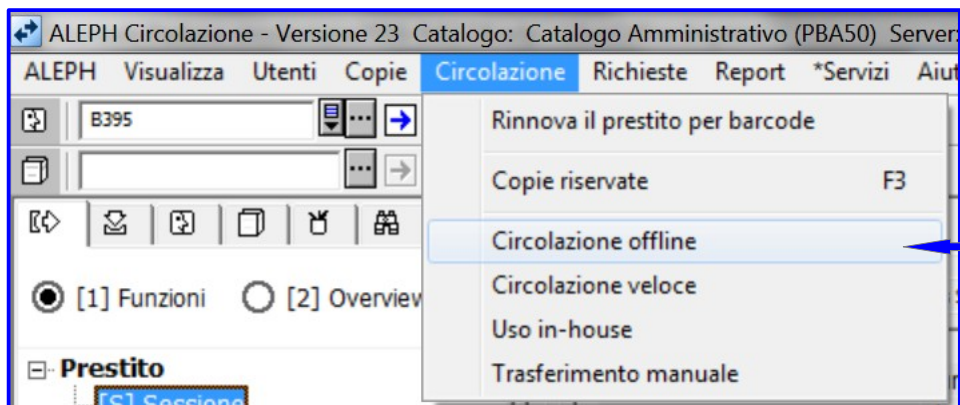 ALEPH Circolazione - Versione 23 Catalogo: Catalogo Amministrativo (PBA50) Server:
ALEPH Visualizza Utenti Copie Circolazione Richieste Report *Servizi Aiut
B395
Rinnova il prestito per barcode
Copie riservate F3
Circolazione offline
[1] Funzioni [2] Overview
Circolazione veloce
Uso in-house
Prestito
Trasferimento manuale
[S] Sessione